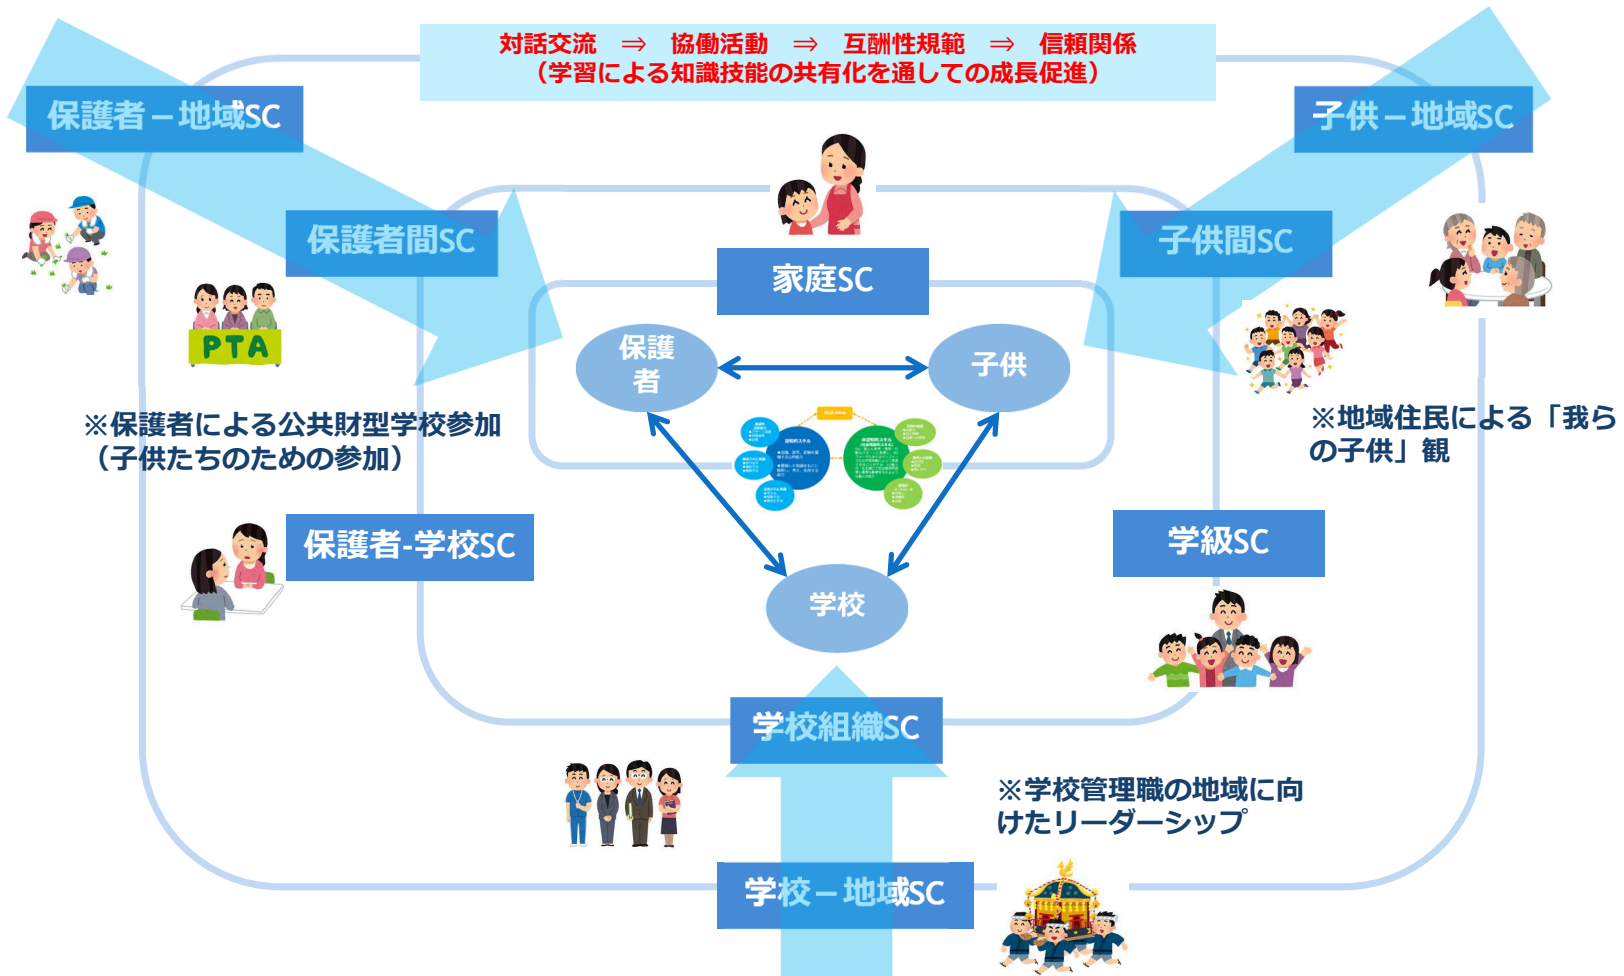 対話交流　⇒　協働活動　⇒　互酬性規範　⇒　信頼関係
（学習による知識技能の共有化を通しての成長促進）
保護者－地域SC
子供－地域SC
保護者間SC
子供間SC
家庭SC
保護
者
子供
PTA
※保護者による公共財型学校参加
（子供たちのための参加）
※地域住民による「我ら
の子供」観
保護者-学校SC
学級SC
学校
学校組織SC
※学校管理職の地域に向
けたリーダーシップ
学校－地域SC